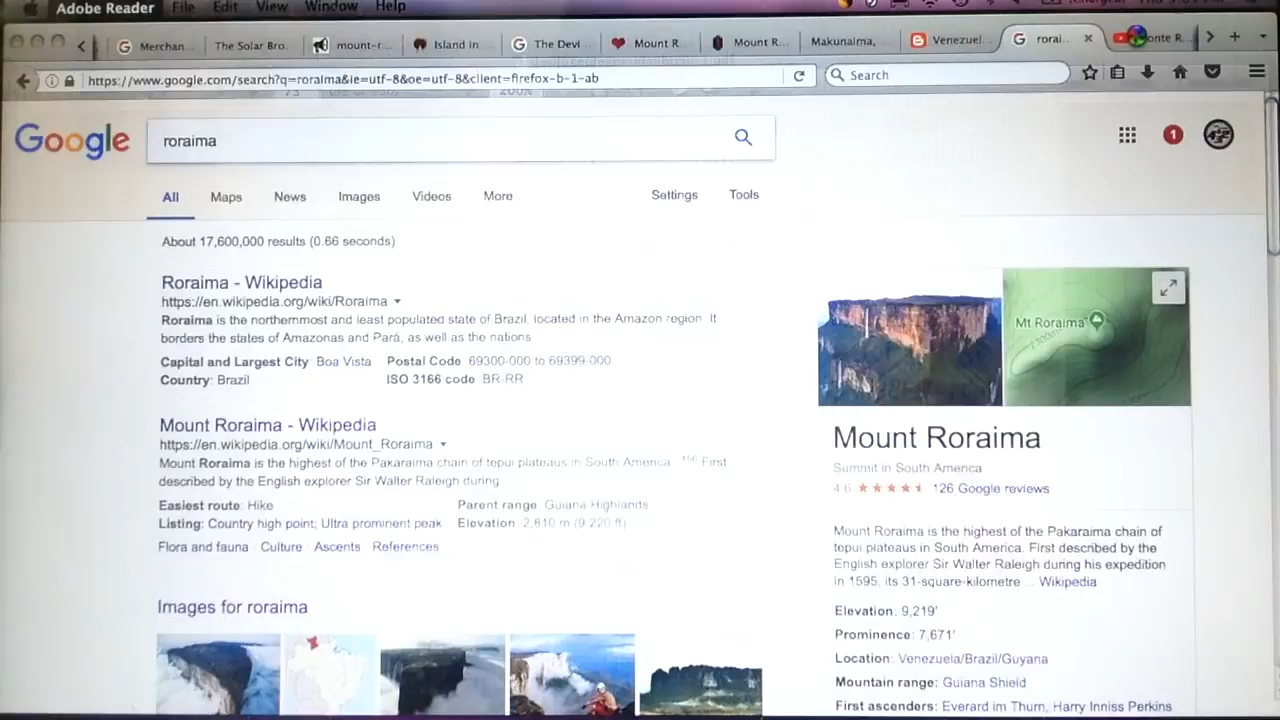 Adobe Reader File Edit View Window Help
Merchan... The Solar Bro... mount-r... Island in... The Devi... Mount R... Mount R... Makunaima, ... Venezuel... rorai... onte R...
https://www.google.com/search?q=roraima&ie=utf-8&oe=utf-8&client=firefox-b-1-ab
Search
200%
Google
roraima
1
All Maps News Images Videos More Settings Tools
About 17,600,000 results (0.66 seconds)
Roraima - Wikipedia
https://en.wikipedia.org/wiki/Roraima
Roraima is the northernmost and least populated state of Brazil, located in the Amazon region. It
borders the states of Amazonas and Pará, as well as the nations
Capital and Largest City Boa Vista Postal Code 69300-000 to 69399-000
Country: Brazil ISO 3166 code BR-RR
Mount Roraima - Wikipedia
https://en.wikipedia.org/wiki/Mount_Roraima
Mount Roraima is the highest of the Pakaraima chain of tepui plateaus in South America. First
described by the English explorer Sir Walter Raleigh during
Easiest route: Hike Parent range: Guiana Highlands
Listing: Country high point; Ultra prominent peak Elevation: 2,810 m (9,220 ft)
Flora and fauna · Culture · Ascents · References
Images for roraima
Mt Roraima
Mount Roraima
Summit in South America
4.6 126 Google reviews
Mount Roraima is the highest of the Pakaraima chain of
tepui plateaus in South America. First described by the
English explorer Sir Walter Raleigh during his expedition
in 1595, its 31-square-kilometre ... Wikipedia
Elevation: 9,219′
Prominence: 7,671′
Location: Venezuela/Brazil/Guyana
Mountain range: Guiana Shield
First ascenders: Everard im Thurn, Harry Inniss Perkins